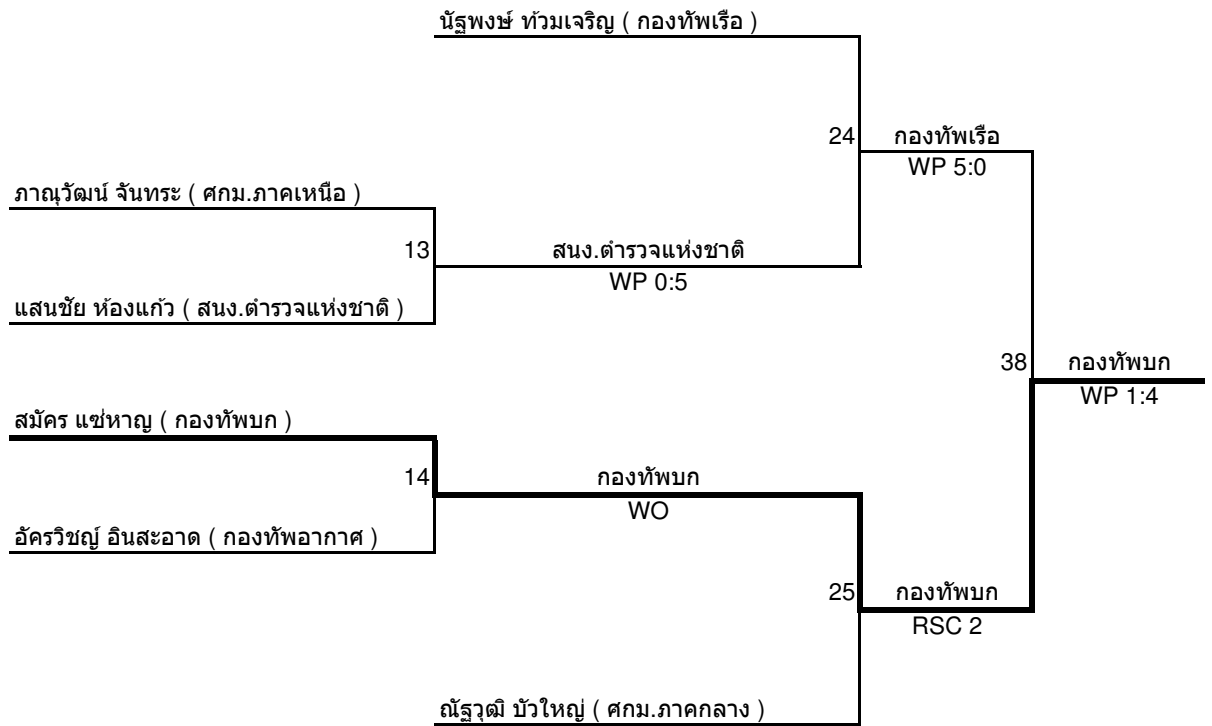 นัฐพงษ์ ท้วมเจริญ ( กองทัพเรือ )
24
กองทัพเรือ
WP 5:0
ภาณุวัฒน์ จันทระ ( ศกม.ภาคเหนือ )
13
สนง.ตำรวจแห่งชาติ
WP 0:5
แสนชัย ห้องแก้ว ( สนง.ตำรวจแห่งชาติ )
38
กองทัพบก
WP 1:4
สมัคร แซ่หาญ ( กองทัพบก )
14
กองทัพบก
WO
อัครวิชญ์ อินสะอาด ( กองทัพอากาศ )
25
กองทัพบก
RSC 2
ณัฐวุฒิ บัวใหญ่ ( ศกม.ภาคกลาง )